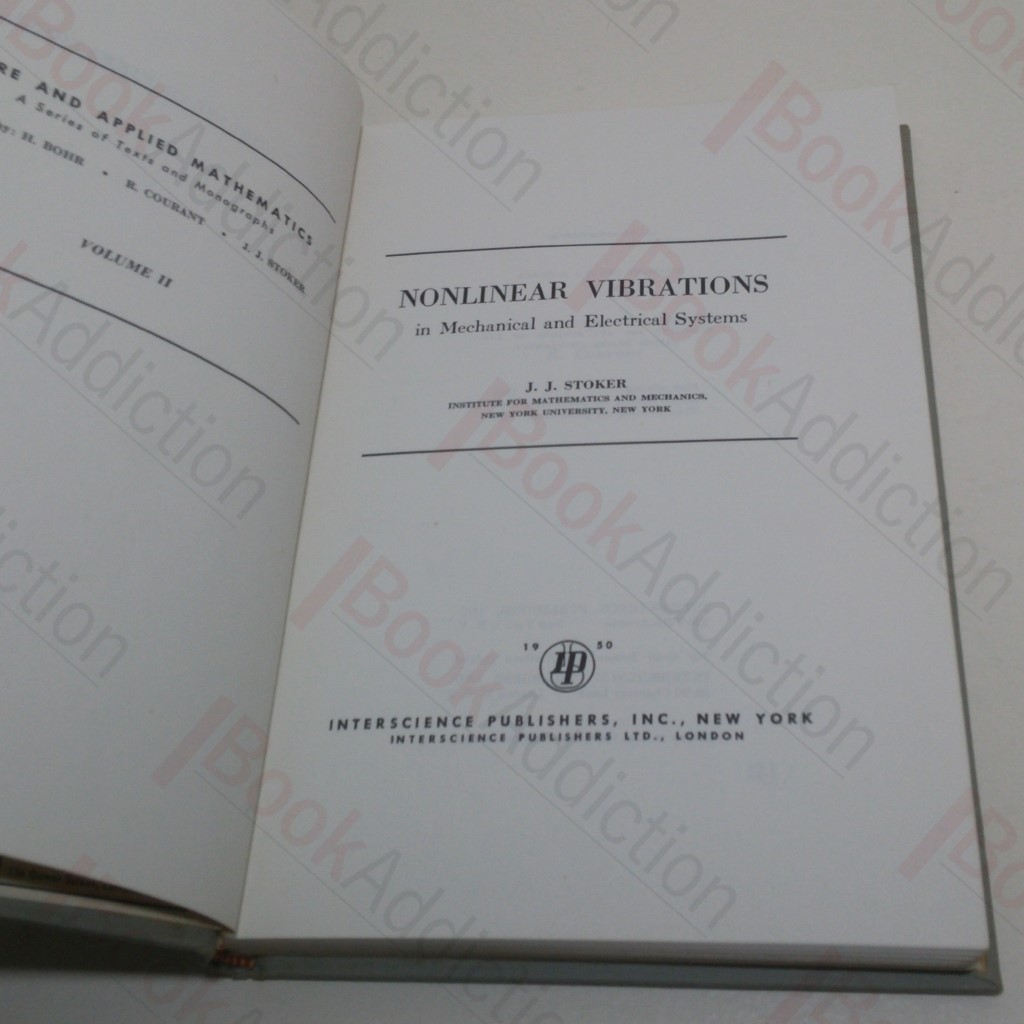 RE AND APPLIED MATHEMATICS
A Series of Texts and Monographs
by: H. BOHR • R. COURANT • J. J. STOKER
VOLUME II
NONLINEAR VIBRATIONS
in Mechanical and Electrical Systems
J. J. STOKER
INSTITUTE FOR MATHEMATICS AND MECHANICS,
NEW YORK UNIVERSITY, NEW YORK
19 IP 50
INTERSCIENCE PUBLISHERS, INC., NEW YORK
INTERSCIENCE PUBLISHERS LTD., LONDON
BookAddiction